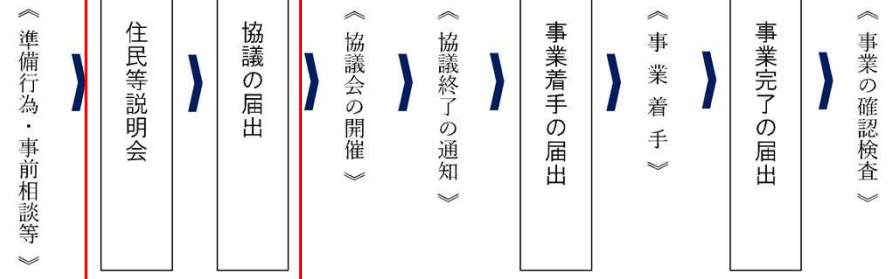 《準備行為・事前相談等》
住民等説明会
協議の届出
《協議会の開催》
《協議終了の通知》
事業着手の届出
《事業着手》
事業完了の届出
《事業の確認検査》